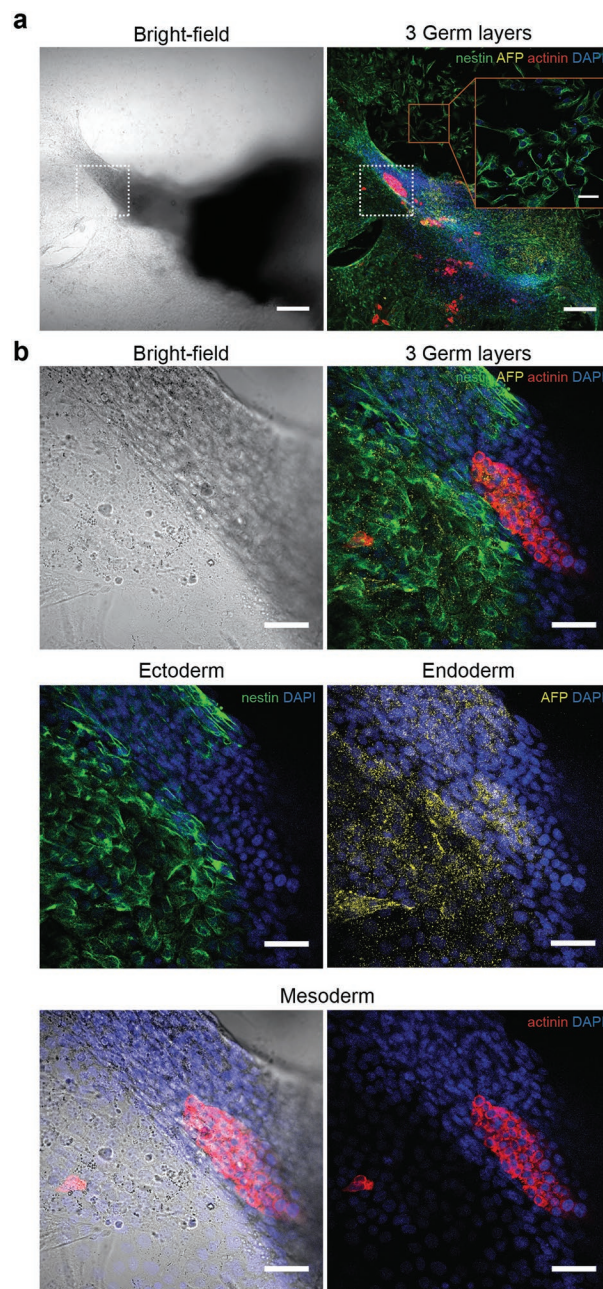 a
Bright-field
3 Germ layers
nestin AFP actinin DAPI
b
Bright-field
3 Germ layers
nestin AFP actinin DAPI
Ectoderm
Endoderm
nestin DAPI
AFP DAPI
Mesoderm
actinin DAPI